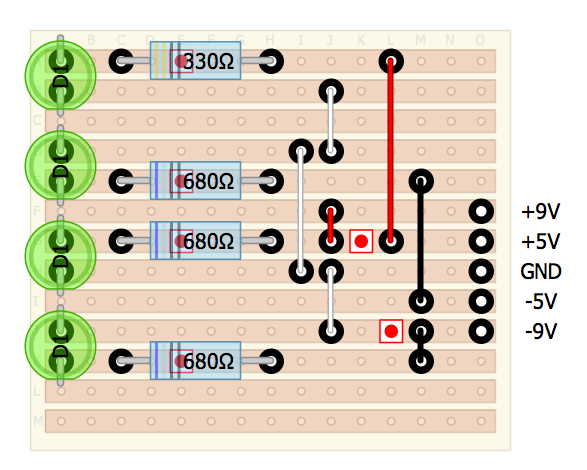 B C D E F G H I J K L M N O
D1 330Ω
C
D1 680Ω
F +9V
D1 680Ω +5V
GND
I -5V
D1 -9V
680Ω
L
M